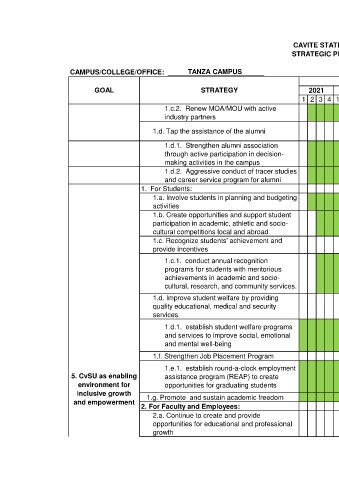 CAVITE STAT
STRATEGIC P
CAMPUS/COLLEGE/OFFICE: TANZA CAMPUS
GOAL STRATEGY 2021
1 2 3 4 1
1.c.2. Renew MOA/MOU with active
industry partners
1.d. Tap the assistance of the alumni
1.d.1. Strengthen alumni association
through active participation in decision-
making activities in the campus
1.d.2. Aggressive conduct of tracer studies
and career service program for alumni
1. For Students:
1.a. Involve students in planning and budgeting
activities
1.b. Create opportunities and support student
participation in academic, athletic and socio-
cultural competitions local and abroad
1.c. Recognize students' achievement and
provide incentives
1.c.1. conduct annual recognition
programs for students with meritorious
achievements in academic and socio-
cultural, research, and community services.
1.d. Improve student welfare by providing
quality educational, medical and security
services
1.d.1. establish student welfare programs
and services to improve social, emotional
and mental well-being
1.f. Strengthen Job Placement Program
1.e.1. establish round-a-clock employment
assistance program (REAP) to create
opportunities for graduating students
5. CvSU as enabling
environment for
inclusive growth
and empowerment
1.g. Promote and sustain academic freedom
2. For Faculty and Employees:
2.a. Continue to create and provide
opportunities for educational and professional
growth